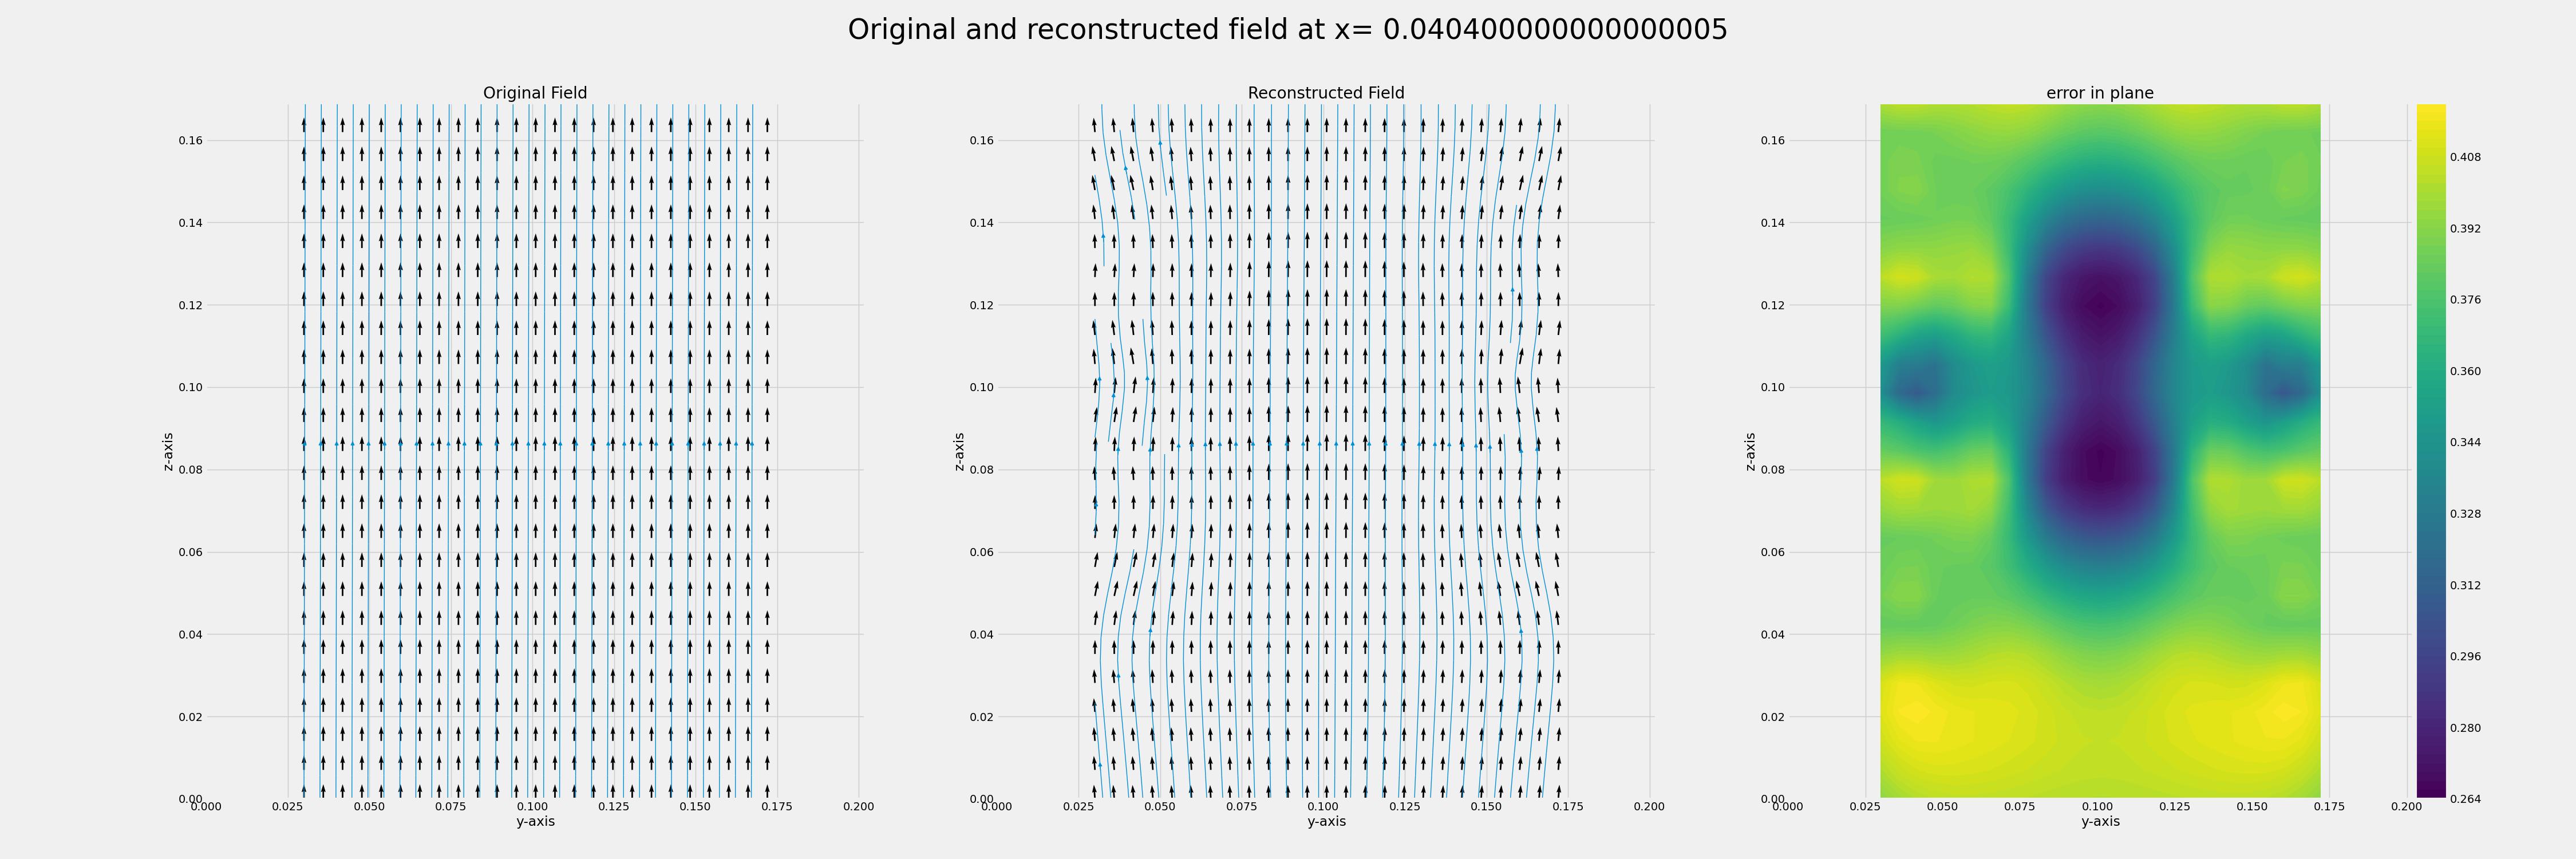 Original and reconstructed field at x= 0.040400000000000005
Original Field
0.16
0.14
0.12
0.10
0.08
0.06
0.04
0.02
0.00
z-axis
0.000 0.025 0.050 0.075 0.100 0.125 0.150 0.175 0.200
y-axis
Reconstructed Field
0.16
0.14
0.12
0.10
0.08
0.06
0.04
0.02
0.00
z-axis
0.000 0.025 0.050 0.075 0.100 0.125 0.150 0.175 0.200
y-axis
error in plane
0.16
0.14
0.12
0.10
0.08
0.06
0.04
0.02
0.00
z-axis
0.000 0.025 0.050 0.075 0.100 0.125 0.150 0.175 0.200
y-axis
0.408
0.392
0.376
0.360
0.344
0.328
0.312
0.296
0.280
0.264